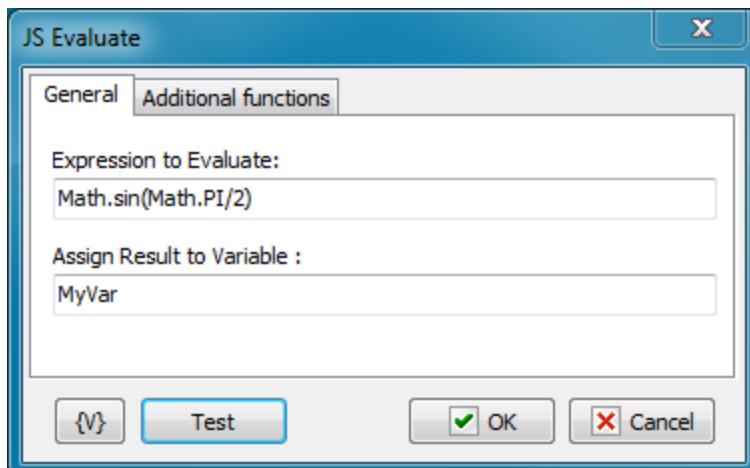 JS Evaluate
General Additional functions
Expression to Evaluate:
Math.sin(Math.PI/2)
Assign Result to Variable :
MyVar
{V} Test OK Cancel